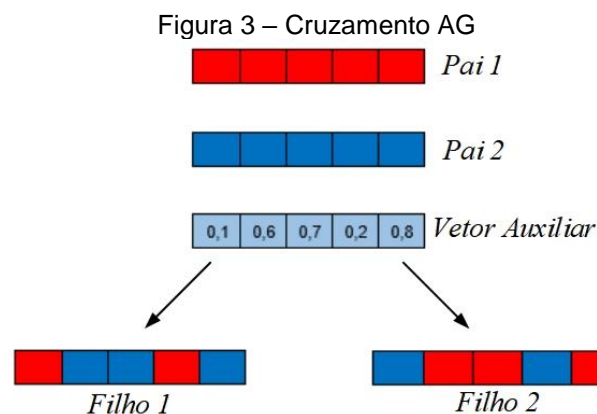 Figura 3 – Cruzamento AG
Pai 1
Pai 2
0,1 0,6 0,7 0,2 0,8 Vetor Auxiliar
Filho 1 Filho 2